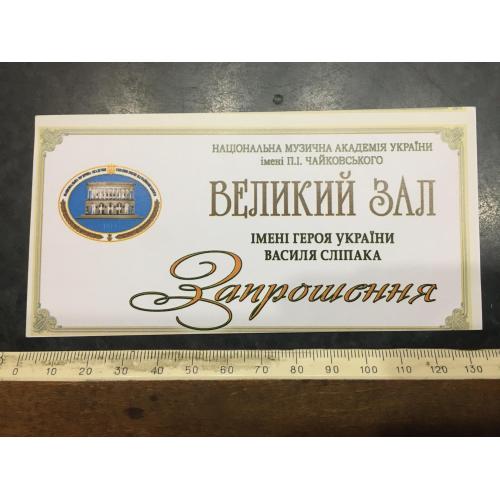 НАЦІОНАЛЬНА МУЗИЧНА АКАДЕМІЯ УКРАЇНИ
імені П.І. ЧАЙКОВСЬКОГО
ВЕЛИКИЙ ЗАЛ
ІМЕНІ ГЕРОЯ УКРАЇНИ
ВАСИЛЯ СЛІПАКА
Запрошення
0 10 20 30 40 50 60 70 80 90 100 110 120 130